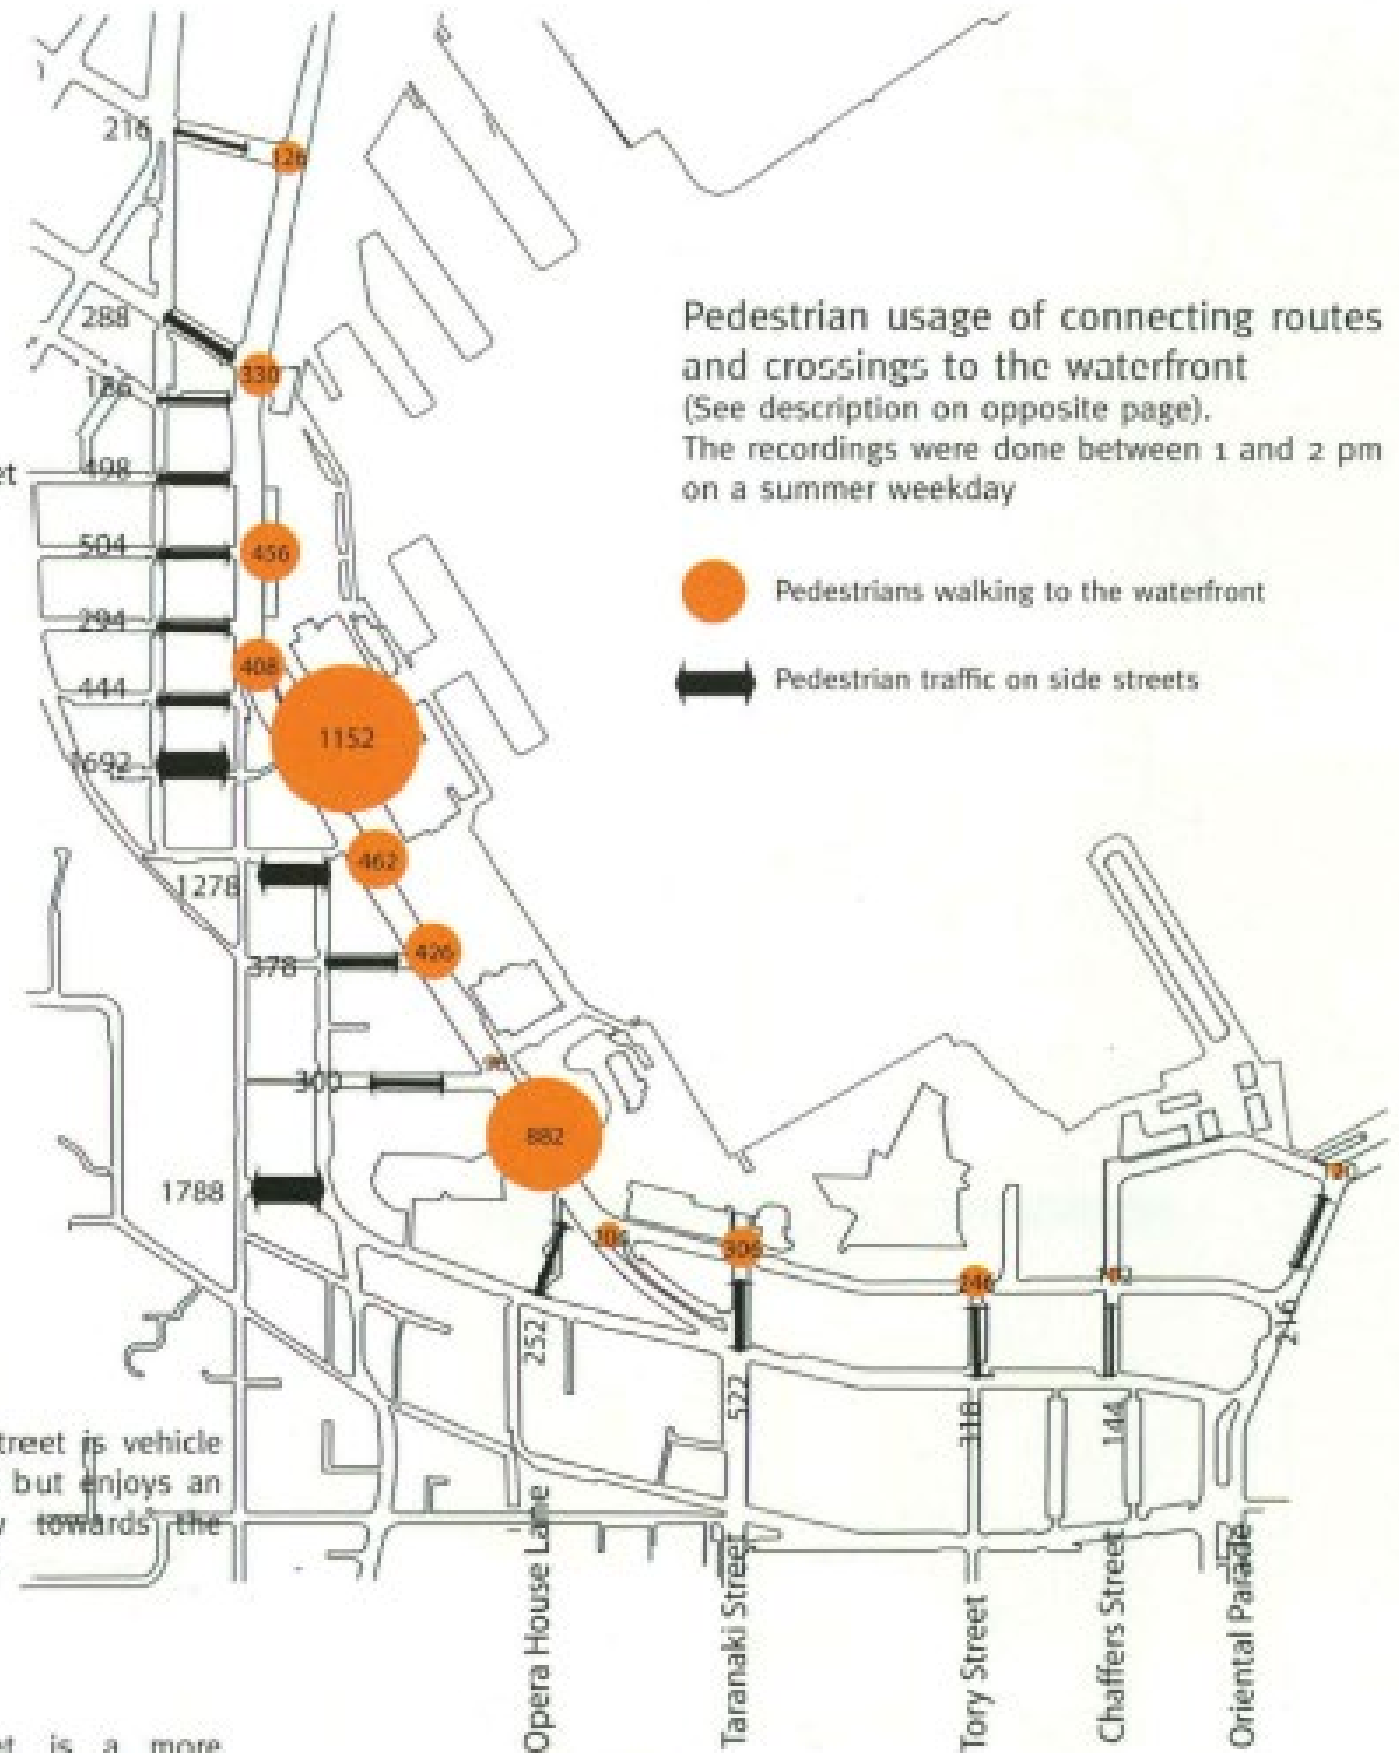 216
126
288
330
186
498
et
504
456
294
408
444
1152
1692
462
1278
426
378
300
882
1788
306
252
522
318
144
216
Pedestrian usage of connecting routes
and crossings to the waterfront
(See description on opposite page).
The recordings were done between 1 and 2 pm
on a summer weekday
Pedestrians walking to the waterfront
Pedestrian traffic on side streets
treet is vehicle
but enjoys an
towards the
et is a more
Opera House Lane
Taranaki Street
Tory Street
Chaffers Street
Oriental Parade